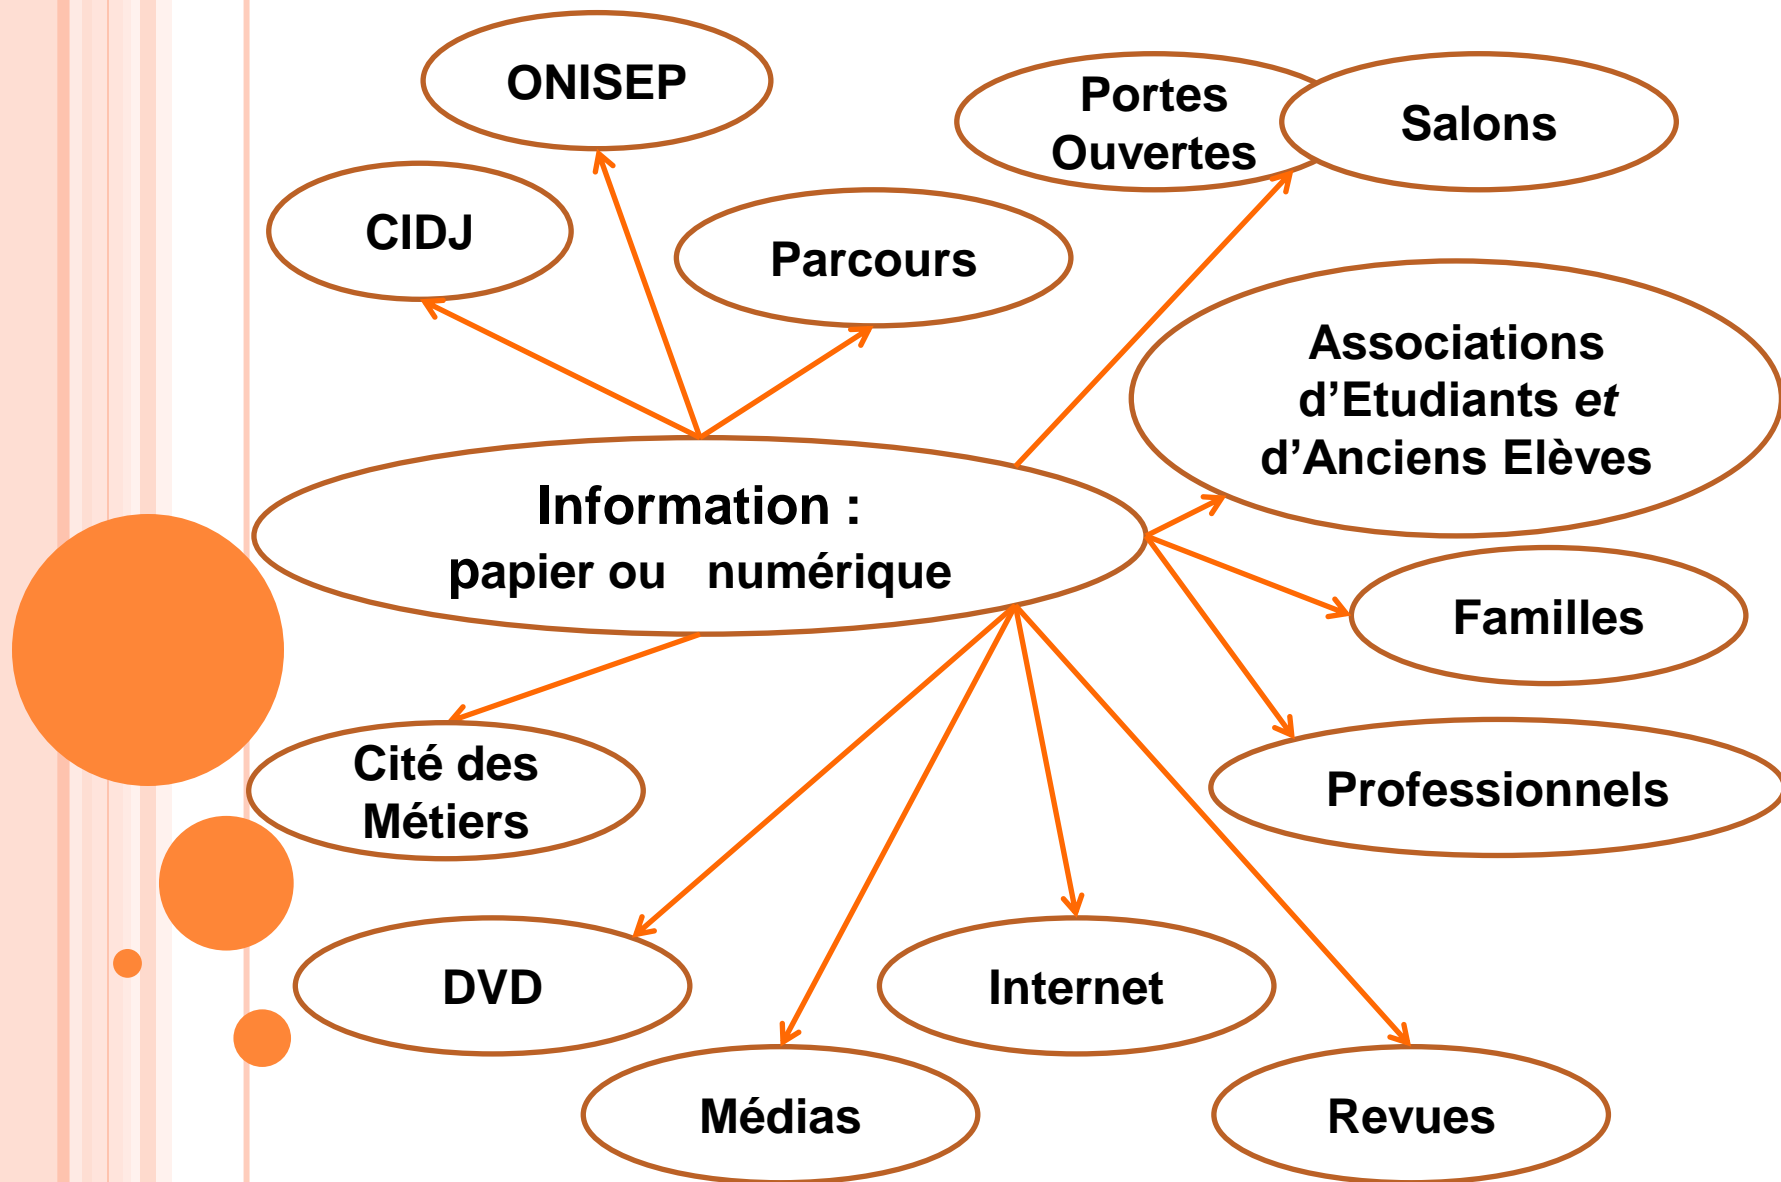 ONISEP
Portes
Ouvertes
Salons
CIDJ
Parcours
Associations
d’Etudiants et
d’Anciens Elèves
Information :
papier ou numérique
Familles
Cité des
Métiers
Professionnels
DVD
Internet
Médias
Revues